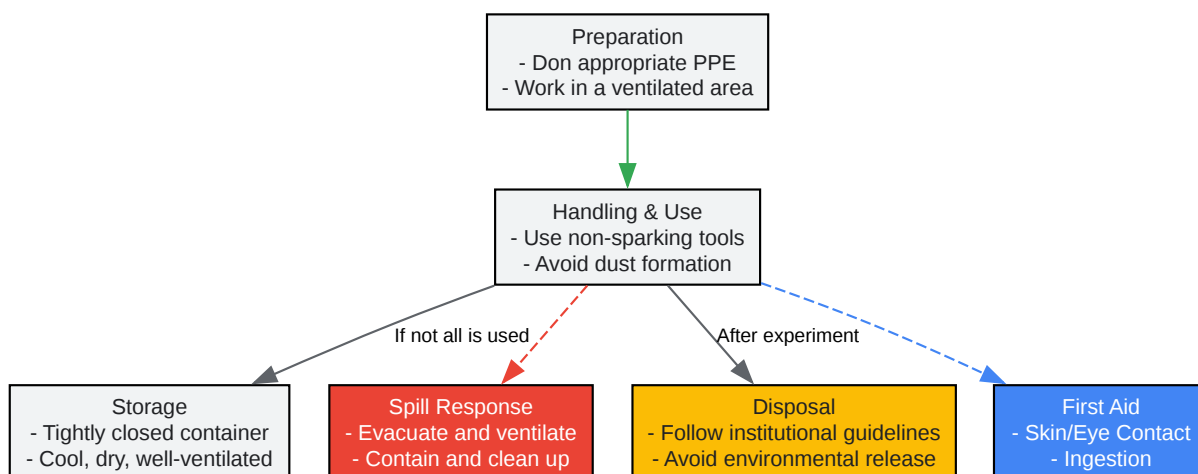 Preparation
- Don appropriate PPE
- Work in a ventilated area
Handling & Use
- Use non-sparking tools
- Avoid dust formation
If not all is used
After experiment
Storage
- Tightly closed container
- Cool, dry, well-ventilated
Spill Response
- Evacuate and ventilate
- Contain and clean up
Disposal
- Follow institutional guidelines
- Avoid environmental release
First Aid
- Skin/Eye Contact
- Ingestion